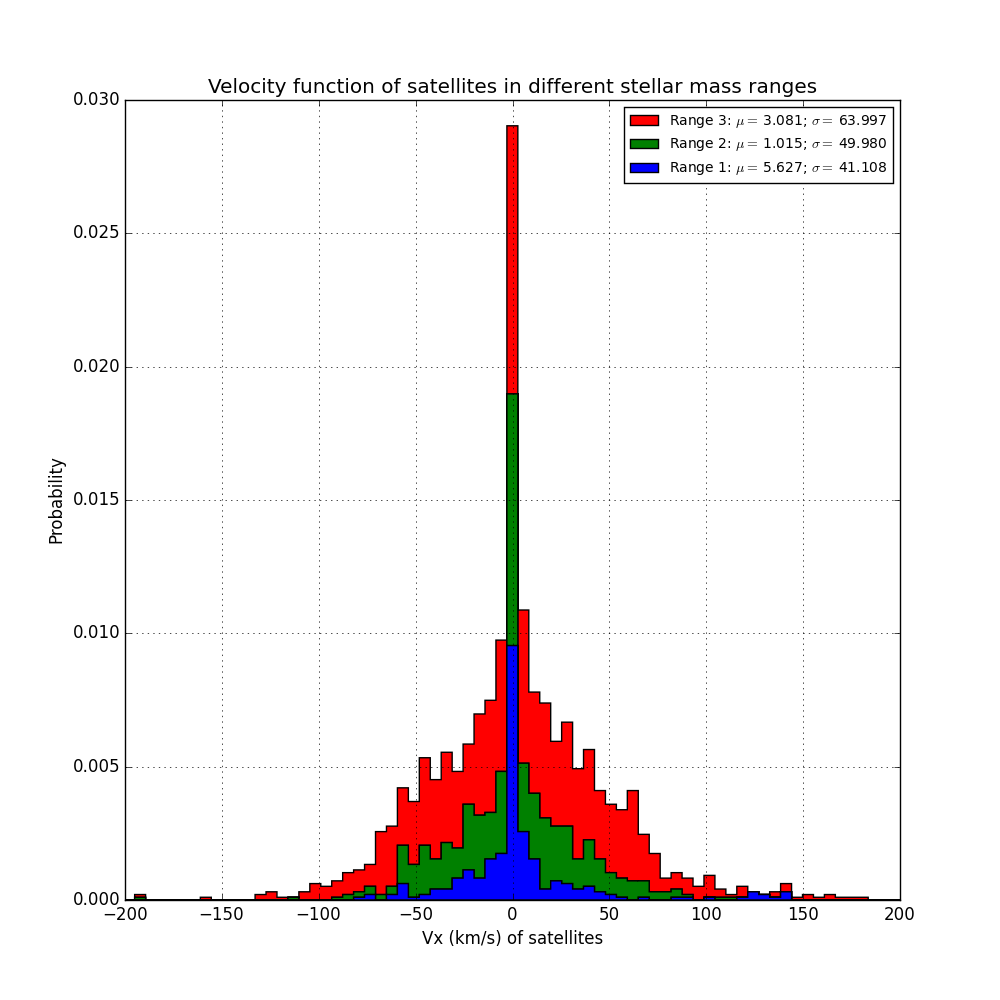 Velocity function of satellites in different stellar mass ranges
0.030
0.025
0.020
0.015
0.010
0.005
0.000
Probability
Range 3: μ = 3.081; σ = 63.997
Range 2: μ = 1.015; σ = 49.980
Range 1: μ = 5.627; σ = 41.108
−200 −150 −100 −50 0 50 100 150 200
Vx (km/s) of satellites